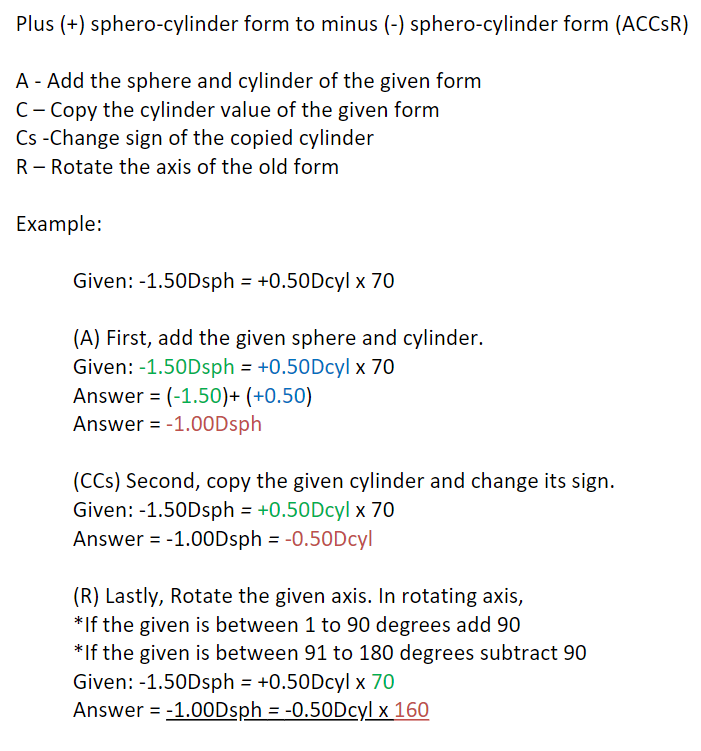 Plus (+) sphero-cylinder form to minus (-) sphero-cylinder form (ACCsR)
A - Add the sphere and cylinder of the given form
C – Copy the cylinder value of the given form
Cs -Change sign of the copied cylinder
R – Rotate the axis of the old form
Example:
Given: -1.50Dsph = +0.50Dcyl x 70
(A) First, add the given sphere and cylinder.
Given: -1.50Dsph = +0.50Dcyl x 70
Answer = (-1.50)+ (+0.50)
Answer = -1.00Dsph
(CCs) Second, copy the given cylinder and change its sign.
Given: -1.50Dsph = +0.50Dcyl x 70
Answer = -1.00Dsph = -0.50Dcyl
(R) Lastly, Rotate the given axis. In rotating axis,
*If the given is between 1 to 90 degrees add 90
*If the given is between 91 to 180 degrees subtract 90
Given: -1.50Dsph = +0.50Dcyl x 70
Answer = -1.00Dsph = -0.50Dcyl x 160